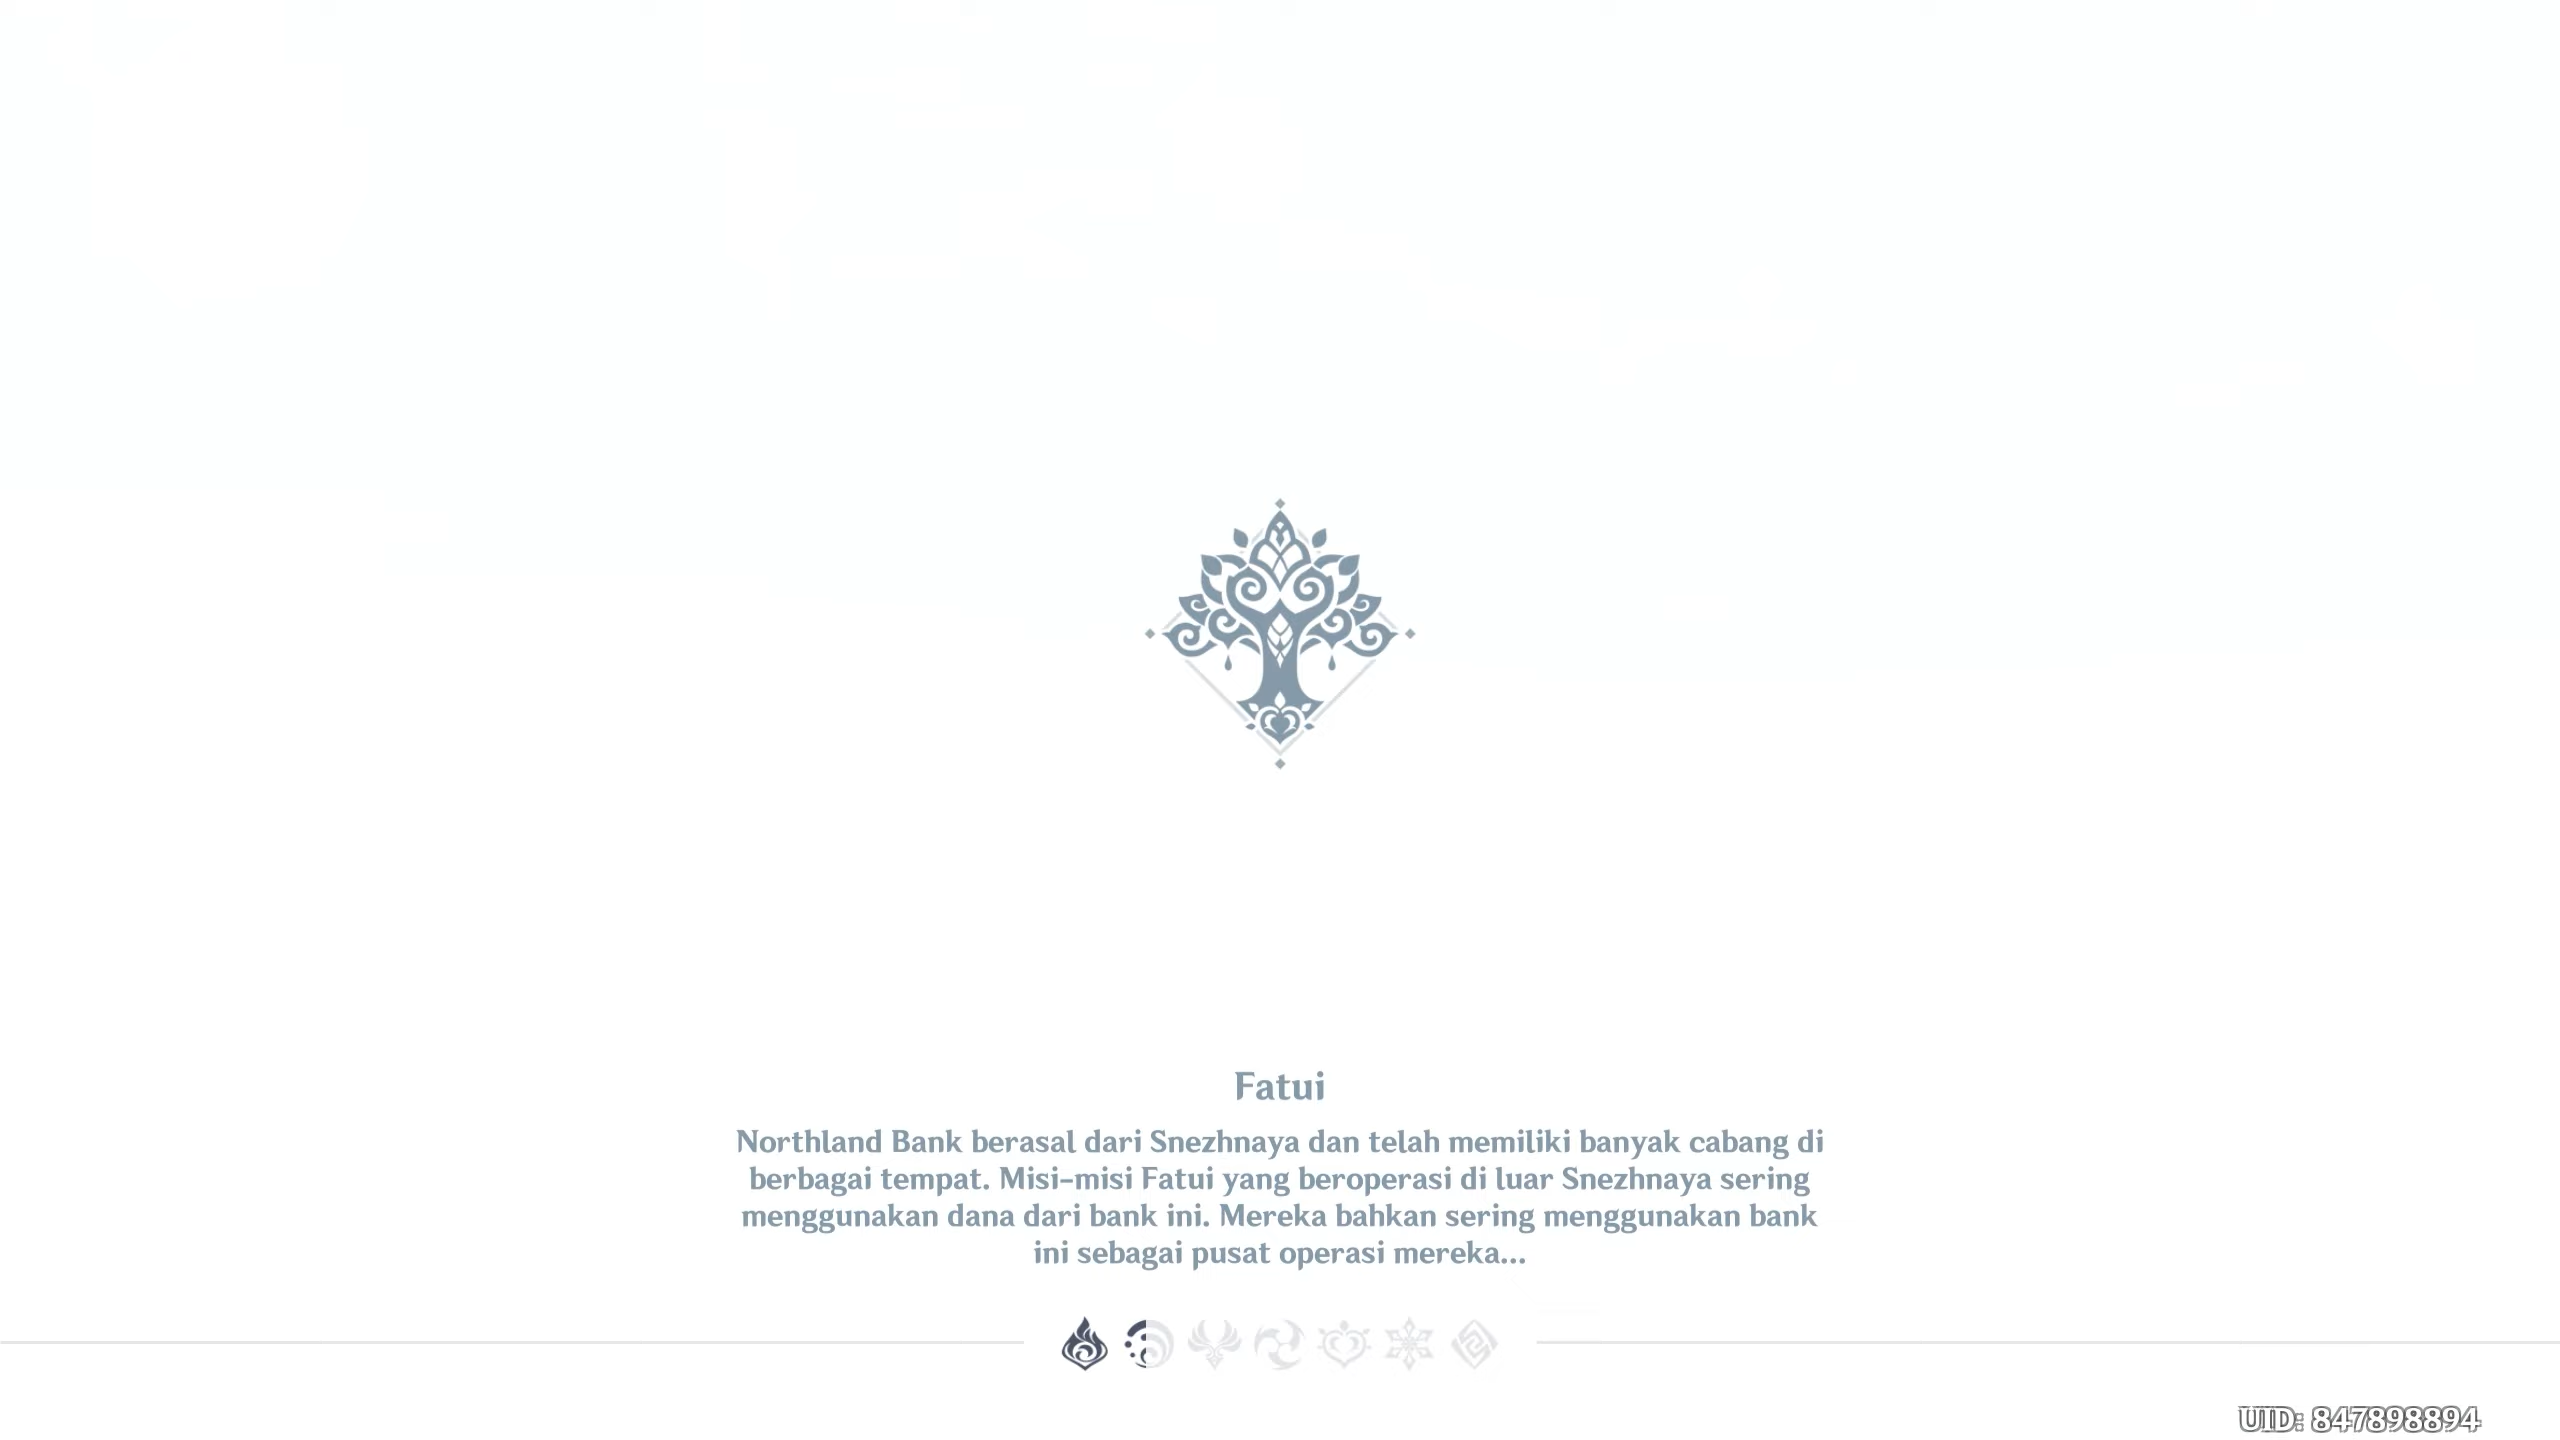 Fatui
Northland Bank berasal dari Snezhnaya dan telah memiliki banyak cabang di
berbagai tempat. Misi-misi Fatui yang beroperasi di luar Snezhnaya sering
menggunakan dana dari bank ini. Mereka bahkan sering menggunakan bank
ini sebagai pusat operasi mereka...
UID: 847898894